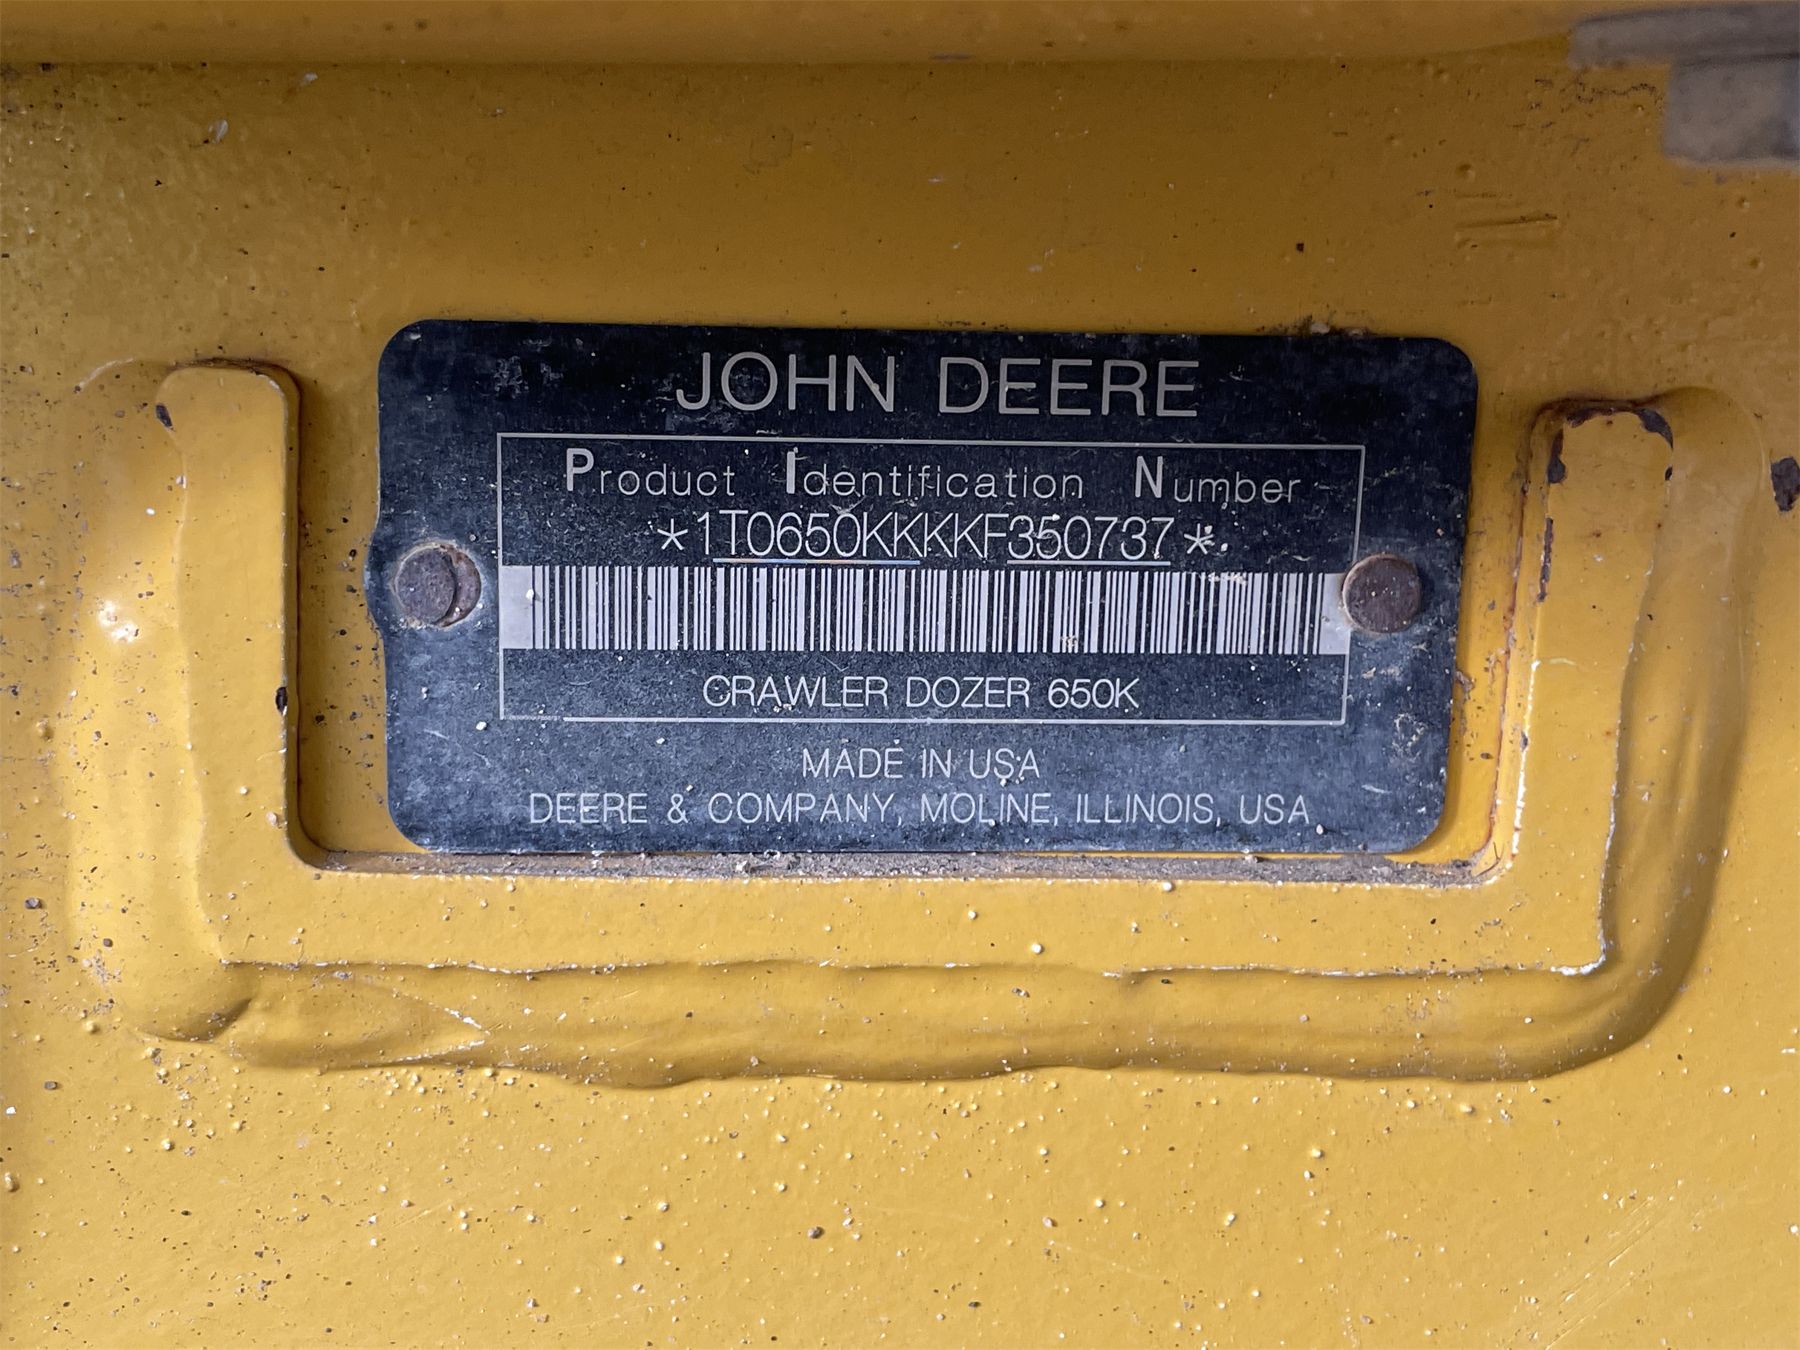 JOHN DEERE
Product Identification Number
*1T0650KKKKF350737*
CRAWLER DOZER 650K
MADE IN USA
DEERE & COMPANY, MOLINE, ILLINOIS, USA